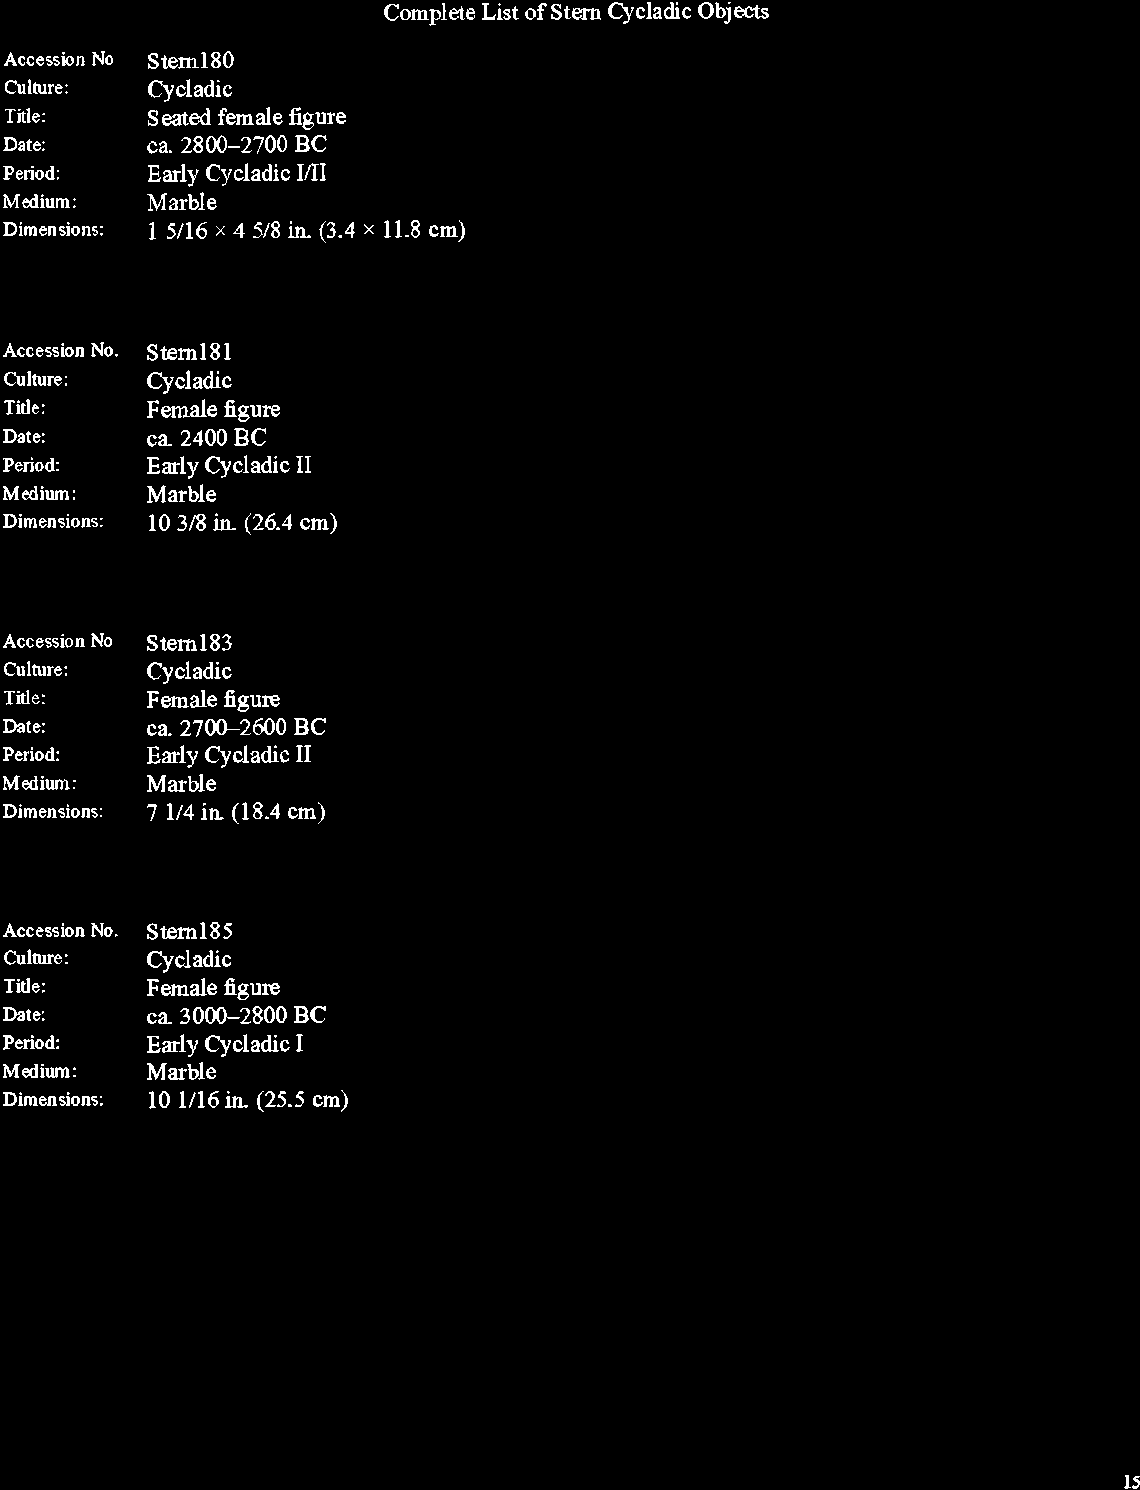 Complete List of Stern Cycladic Objects
Accession No Stern180
Culture: Cycladic
Title: Seated female figure
Date: ca. 2800–2700 BC
Period: Early Cycladic I/II
Medium: Marble
Dimensions: 1 5/16 × 4 5/8 in. (3.4 × 11.8 cm)
Accession No. Stern181
Culture: Cycladic
Title: Female figure
Date: ca. 2400 BC
Period: Early Cycladic II
Medium: Marble
Dimensions: 10 3/8 in. (26.4 cm)
Accession No Stern183
Culture: Cycladic
Title: Female figure
Date: ca. 2700–2600 BC
Period: Early Cycladic II
Medium: Marble
Dimensions: 7 1/4 in. (18.4 cm)
Accession No. Stern185
Culture: Cycladic
Title: Female figure
Date: ca. 3000–2800 BC
Period: Early Cycladic I
Medium: Marble
Dimensions: 10 1/16 in. (25.5 cm)
15